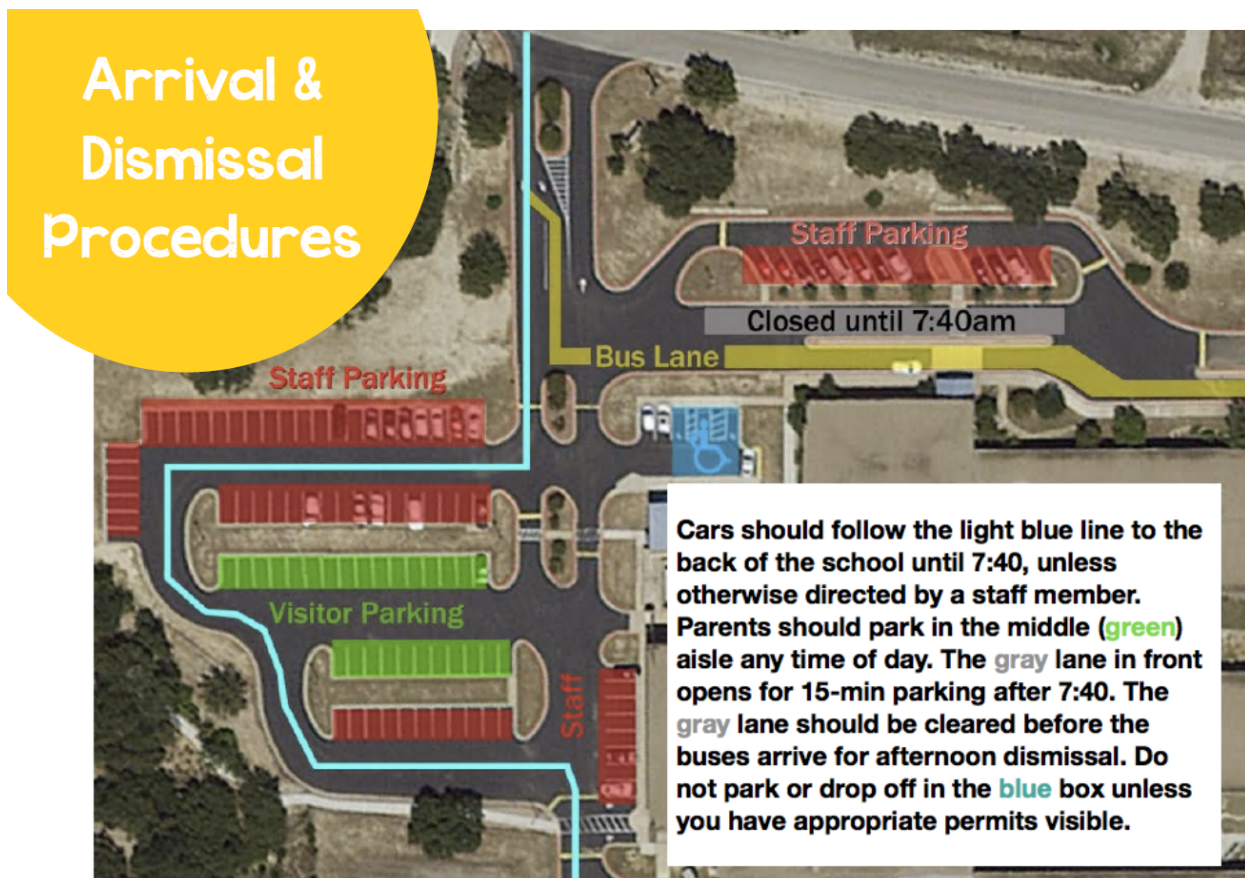 Arrival &
Dismissal
Procedures
Staff Parking
Closed until 7:40am
Bus Lane
Staff Parking
Visitor Parking
Staff
Cars should follow the light blue line to the
back of the school until 7:40, unless
otherwise directed by a staff member.
Parents should park in the middle (green)
aisle any time of day. The gray lane in front
opens for 15-min parking after 7:40. The
gray lane should be cleared before the
buses arrive for afternoon dismissal. Do
not park or drop off in the blue box unless
you have appropriate permits visible.